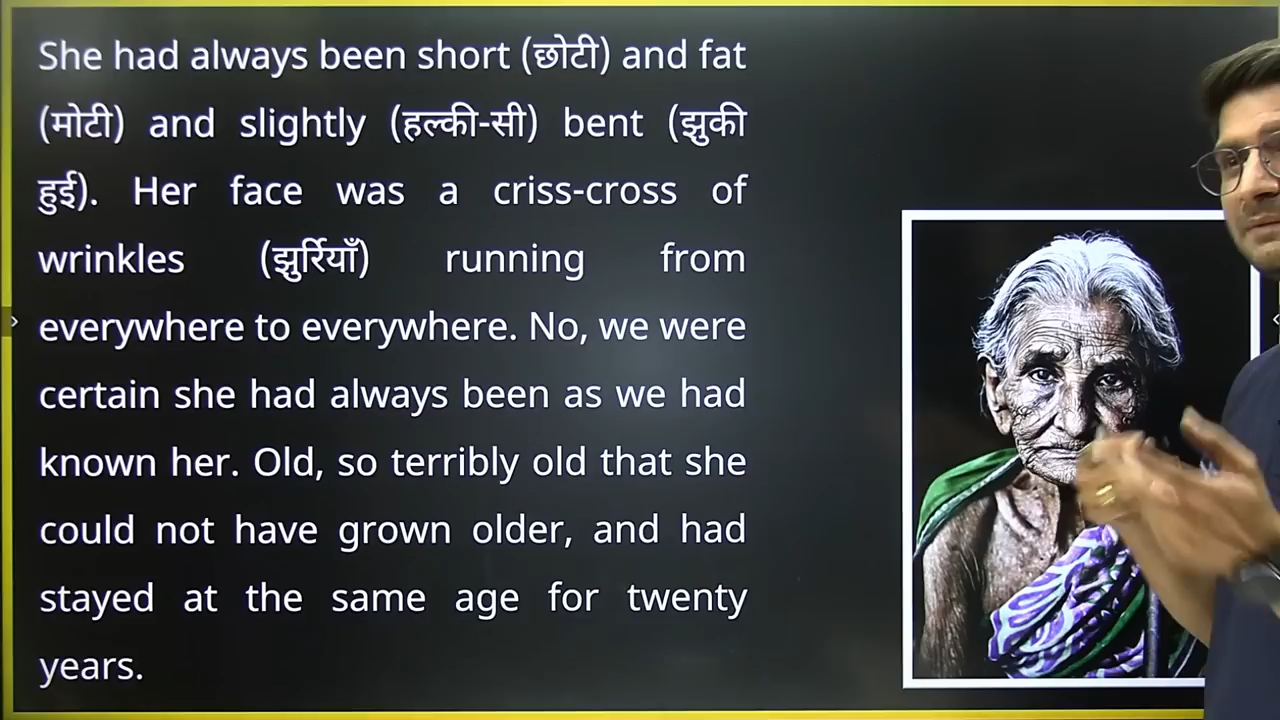 She had always been short (छोटी) and fat
(मोटी) and slightly (हल्की-सी) bent (झुकी
हुई). Her face was a criss-cross of
wrinkles (झुर्रियाँ) running from
everywhere to everywhere. No, we were
certain she had always been as we had
known her. Old, so terribly old that she
could not have grown older, and had
stayed at the same age for twenty
years.